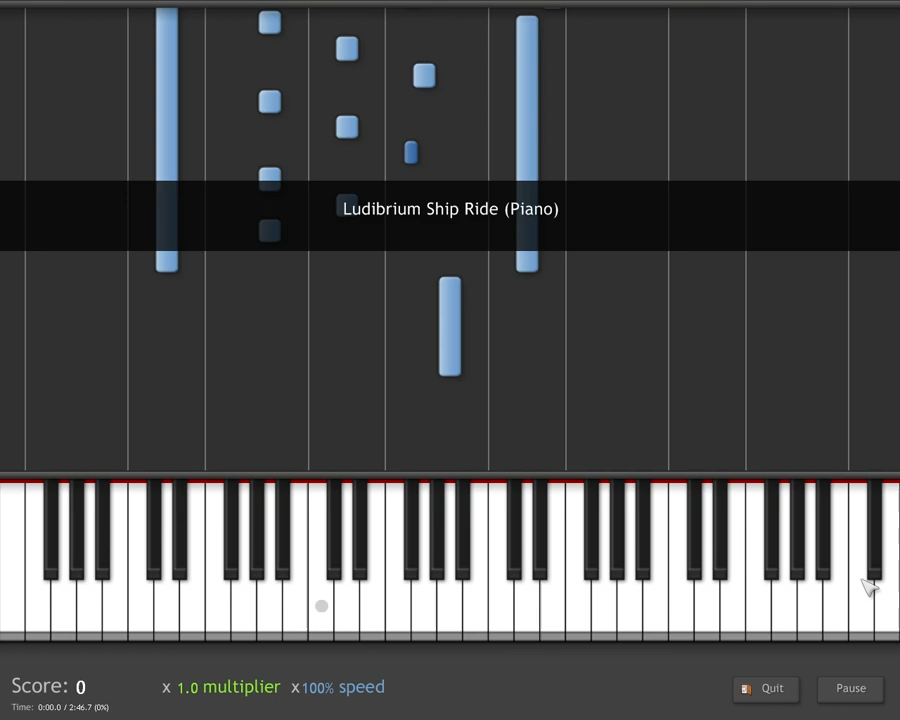 Ludibrium Ship Ride (Piano)
Score: 0 x 1.0 multiplier x100% speed Quit Pause
Time: 0:00.0 / 2:46.7 (0%)